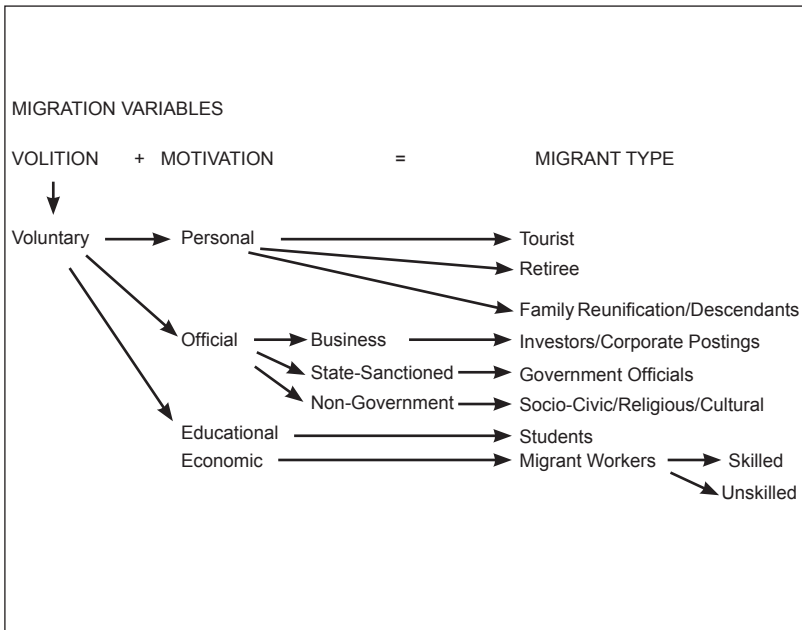 MIGRATION VARIABLES
VOLITION + MOTIVATION = MIGRANT TYPE
Voluntary Personal Tourist
Retiree
Family Reunification/Descendants
Official Business Investors/Corporate Postings
State-Sanctioned Government Officials
Non-Government Socio-Civic/Religious/Cultural
Educational Students
Economic Migrant Workers Skilled
Unskilled